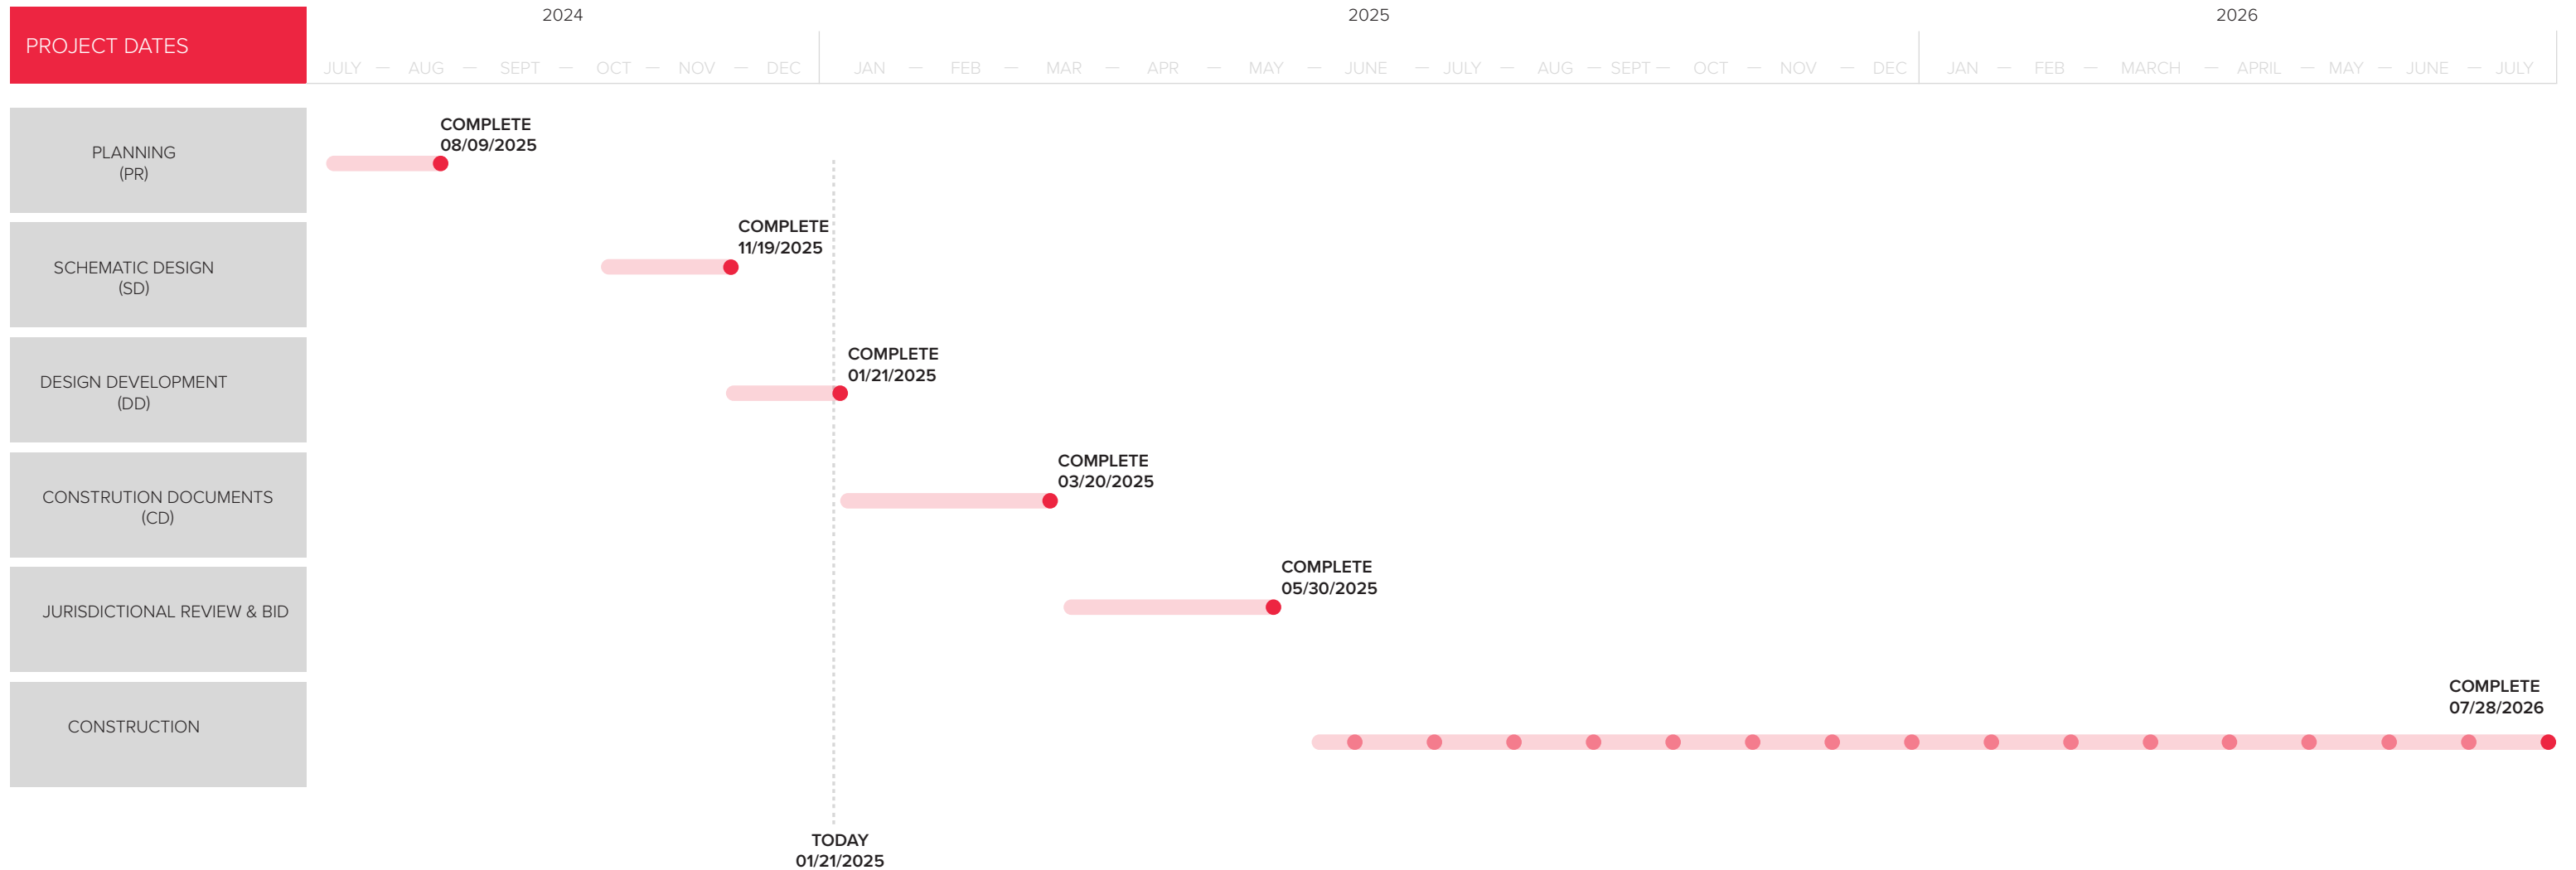 2024 2025 2026
PROJECT DATES
JULY — AUG — SEPT — OCT — NOV — DEC JAN — FEB — MAR — APR — MAY — JUNE — JULY — AUG — SEPT — OCT — NOV — DEC JAN — FEB — MARCH — APRIL — MAY — JUNE — JULY
PLANNING
(PR)
COMPLETE
08/09/2025
SCHEMATIC DESIGN
(SD)
COMPLETE
11/19/2025
DESIGN DEVELOPMENT
(DD)
COMPLETE
01/21/2025
CONSTRUTION DOCUMENTS
(CD)
COMPLETE
03/20/2025
JURISDICTIONAL REVIEW & BID
COMPLETE
05/30/2025
CONSTRUCTION
COMPLETE
07/28/2026
TODAY
01/21/2025